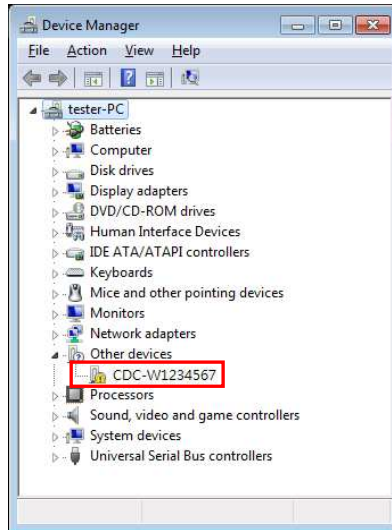 Device Manager
File Action View Help
tester-PC
Batteries
Computer
Disk drives
Display adapters
DVD/CD-ROM drives
Human Interface Devices
IDE ATA/ATAPI controllers
Keyboards
Mice and other pointing devices
Monitors
Network adapters
Other devices
CDC-W1234567
Processors
Sound, video and game controllers
System devices
Universal Serial Bus controllers